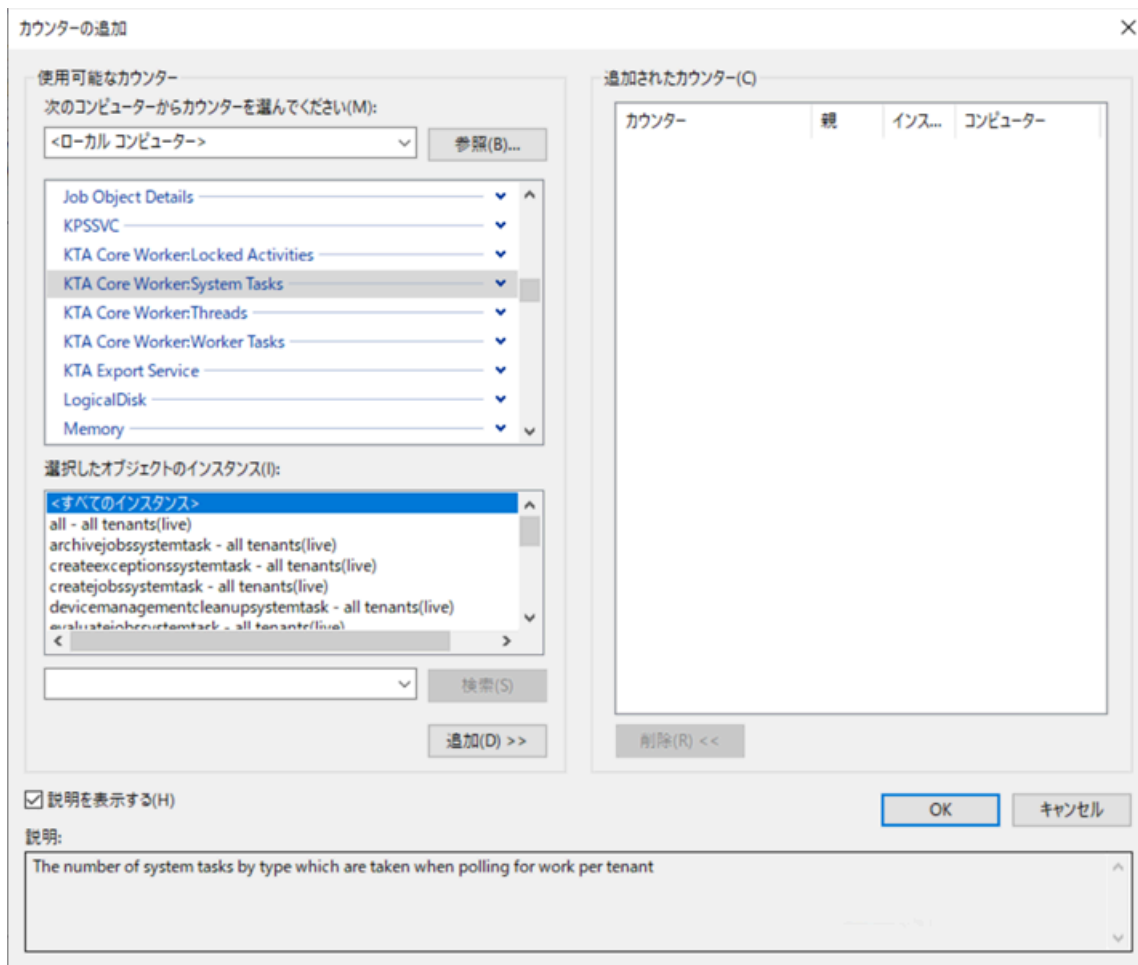 カウンターの追加
使用可能なカウンター
次のコンピューターからカウンターを選んでください(M):
<ローカル コンピューター>
参照(B)...
Job Object Details
KPSSVC
KTA Core Worker:Locked Activities
KTA Core Worker:System Tasks
KTA Core Worker:Threads
KTA Core Worker:Worker Tasks
KTA Export Service
LogicalDisk
Memory
選択したオブジェクトのインスタンス(I):
<すべてのインスタンス>
all - all tenants(live)
archivejobssystemtask - all tenants(live)
createexceptionssystemtask - all tenants(live)
createjobssystemtask - all tenants(live)
devicemanagementcleanupsystemtask - all tenants(live)
evaluatejobssystemtask - all tenants(live)
検索(S)
追加(D) >>
追加されたカウンター(C)
カウンター 親 インス... コンピューター
削除(R) <<
説明を表示する(H)
OK キャンセル
説明:
The number of system tasks by type which are taken when polling for work per tenant